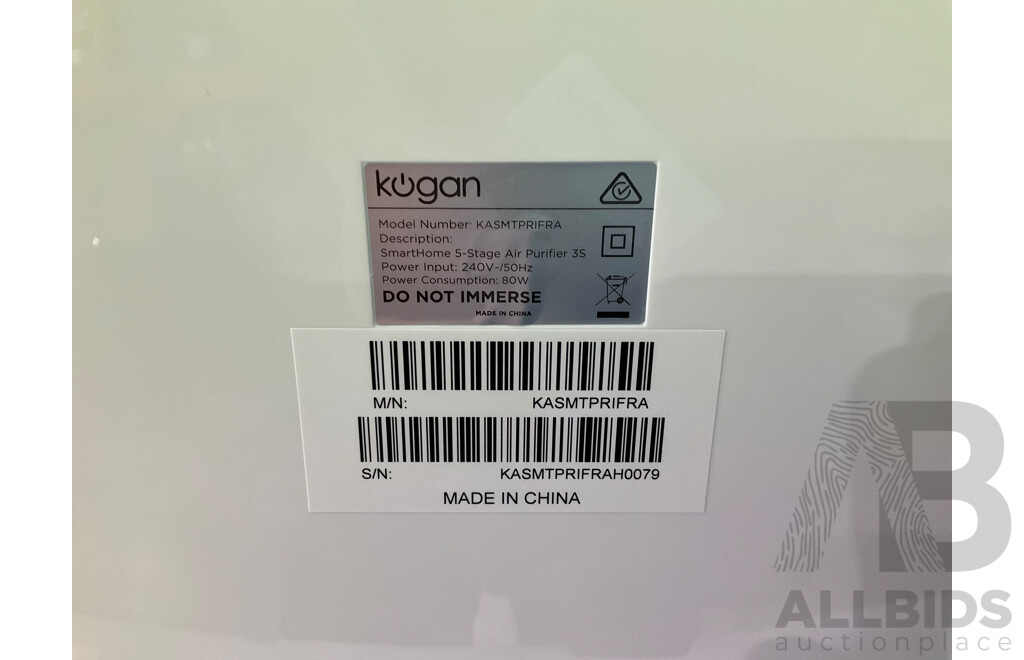 kogan
Model Number: KASMTPRIFRA
Description:
SmartHome 5-Stage Air Purifier 3S
Power Input: 240V~/50Hz
Power Consumption: 80W
DO NOT IMMERSE
MADE IN CHINA
M/N: KASMTPRIFRA
S/N: KASMTPRIFRAH0079
MADE IN CHINA
AB
ALLBIDS
auctionplace